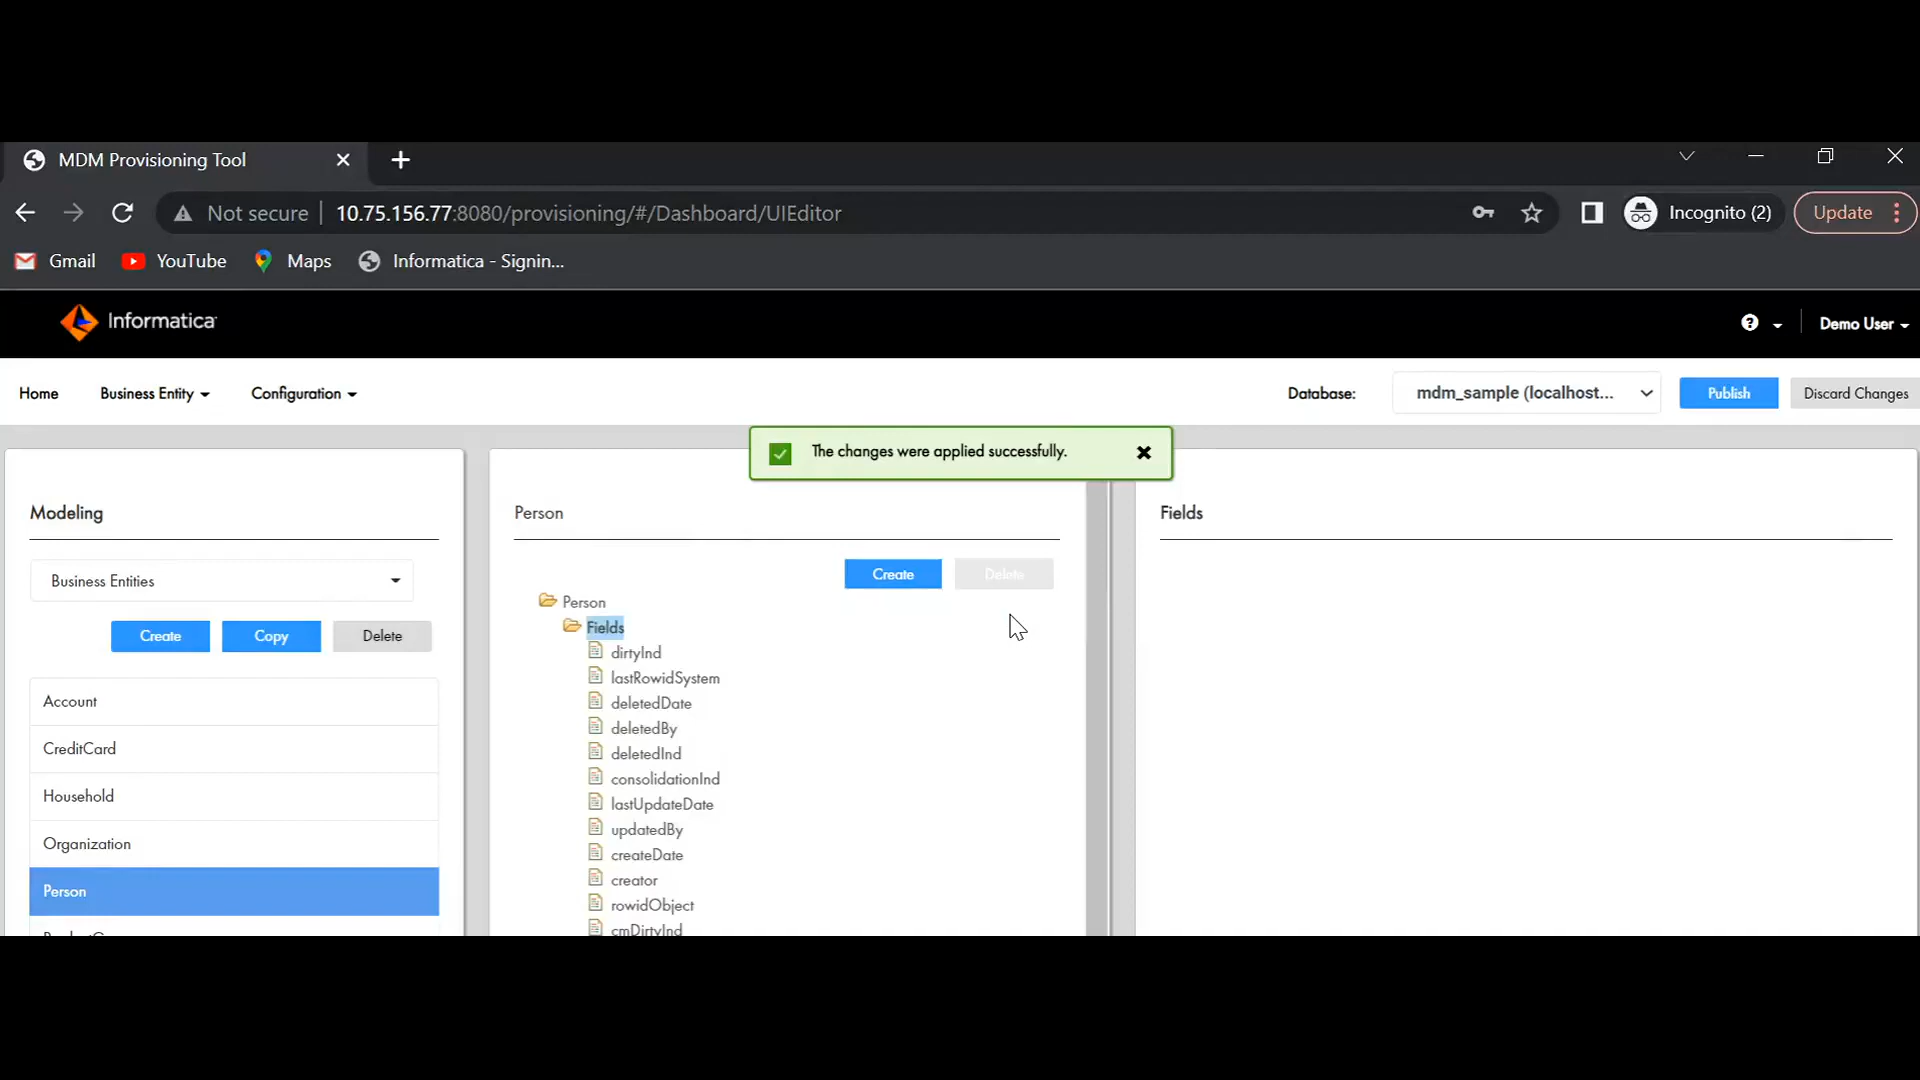 MDM Provisioning Tool
Not secure 10.75.156.77:8080/provisioning/#/Dashboard/UIEditor
Incognito (2)
Update
Gmail
YouTube
Maps
Informatica - Signin...
Informatica
?
Demo User
Home
Business Entity
Configuration
Database:
mdm_sample (localhost...
Publish
Discard Changes
The changes were applied successfully.
Modeling
Business Entities
Create
Copy
Delete
Account
CreditCard
Household
Organization
Person
Person
Create
Delete
Person
Fields
dirtyInd
lastRowidSystem
deletedDate
deletedBy
deletedInd
consolidationInd
lastUpdateDate
updatedBy
createDate
creator
rowidObject
cmDirtyInd
Fields